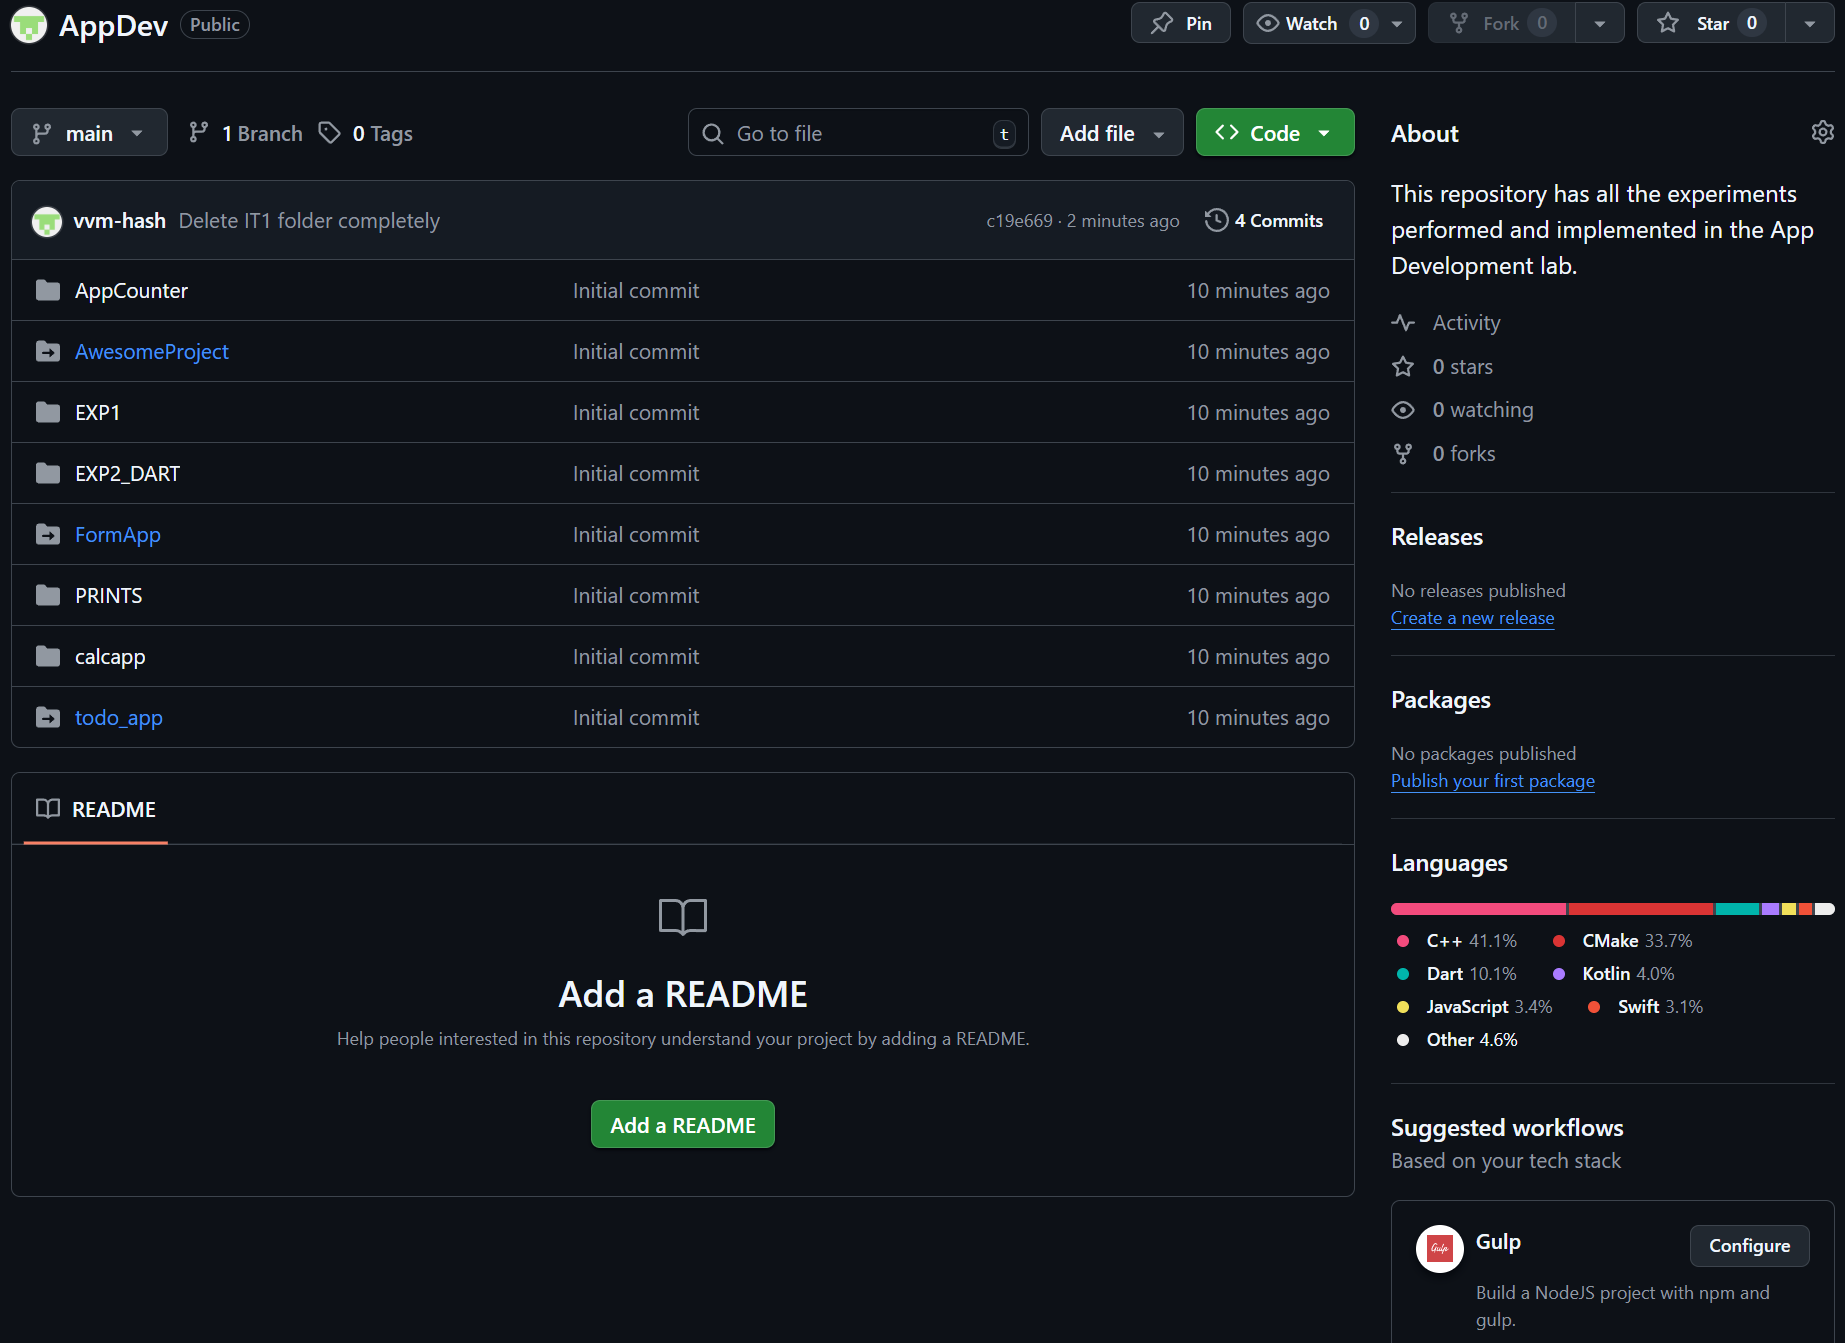 AppDev Public
Pin Watch 0 Fork 0 Star 0
main 1 Branch 0 Tags
Go to file t Add file Code
vvm-hash Delete IT1 folder completely c19e669 · 2 minutes ago 4 Commits
AppCounter Initial commit 10 minutes ago
AwesomeProject Initial commit 10 minutes ago
EXP1 Initial commit 10 minutes ago
EXP2_DART Initial commit 10 minutes ago
FormApp Initial commit 10 minutes ago
PRINTS Initial commit 10 minutes ago
calcapp Initial commit 10 minutes ago
todo_app Initial commit 10 minutes ago
README
Add a README
Help people interested in this repository understand your project by adding a README.
Add a README
About
This repository has all the experiments
performed and implemented in the App
Development lab.
Activity
0 stars
0 watching
0 forks
Releases
No releases published
Create a new release
Packages
No packages published
Publish your first package
Languages
C++ 41.1% CMake 33.7%
Dart 10.1% Kotlin 4.0%
JavaScript 3.4% Swift 3.1%
Other 4.6%
Suggested workflows
Based on your tech stack
Gulp Gulp Configure
Build a NodeJS project with npm and
gulp.